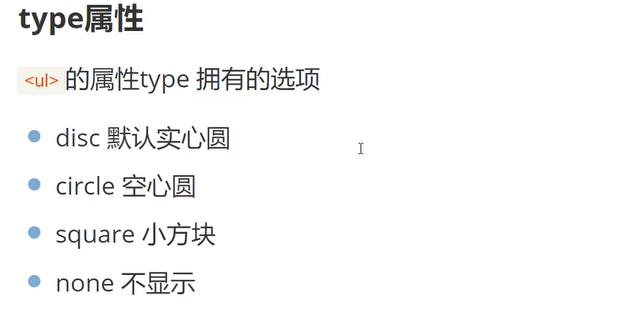 type属性
<ul>的属性type 拥有的选项
disc 默认实心圆
circle 空心圆
square 小方块
none 不显示